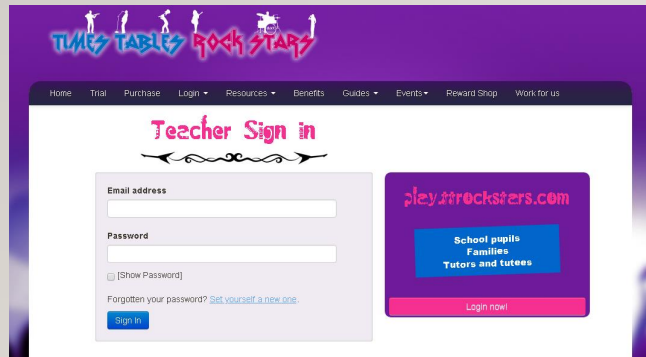 TIMES TABLES ROCK STARS
Home Trial Purchase Login Resources Benefits Guides Events Reward Shop Work for us
Teacher Sign in
Email address
Password
[Show Password]
Forgotten your password? Set yourself a new one.
Sign In
play.ttrockstars.com
School pupils
Families
Tutors and tutees
Login now!